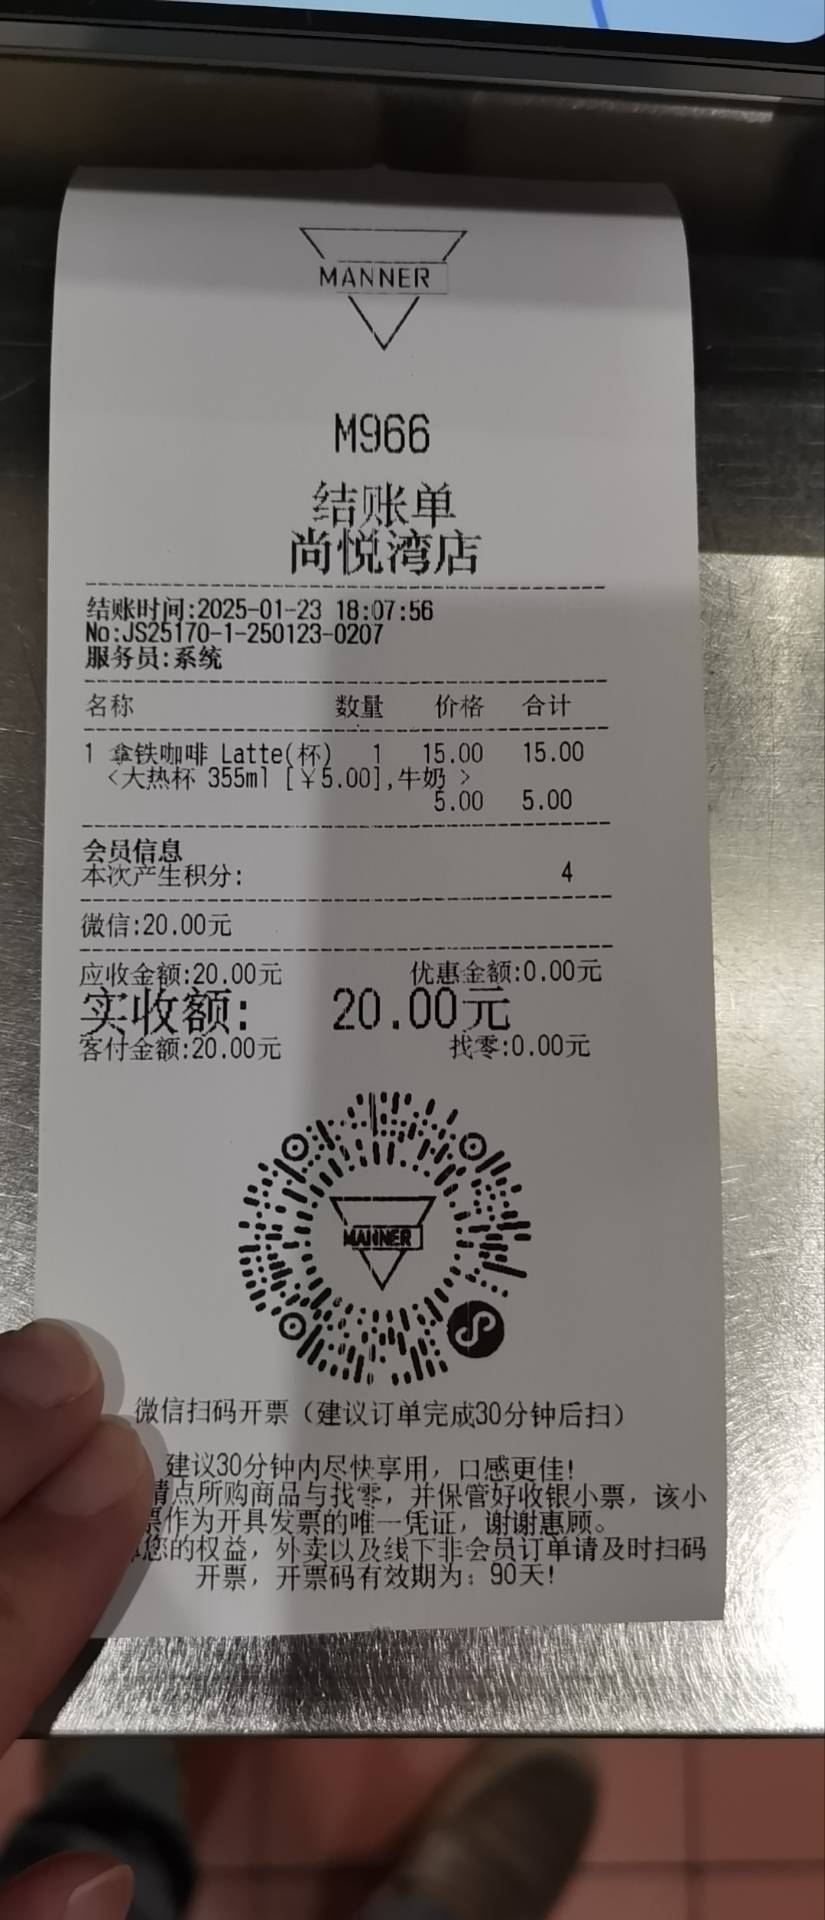 MANNER
M966
结账单
尚悦湾店
结账时间:2025-01-23 18:07:56
No:JS25170-1-250123-0207
服务员:系统
名称 数量 价格 合计
1 拿铁咖啡 Latte(杯) 1 15.00 15.00
<大热杯 355ml [￥5.00],牛奶 >
5.00 5.00
会员信息
本次产生积分: 4
微信:20.00元
应收金额:20.00元 优惠金额:0.00元
实收额: 20.00元
客付金额:20.00元 找零:0.00元
MANNER
微信扫码开票（建议订单完成30分钟后扫）
建议30分钟内尽快享用，口感更佳!
请点所购商品与找零，并保管好收银小票，该小
票作为开具发票的唯一凭证，谢谢惠顾。
您的权益，外卖以及线下非会员订单请及时扫码
开票，开票码有效期为：90天!